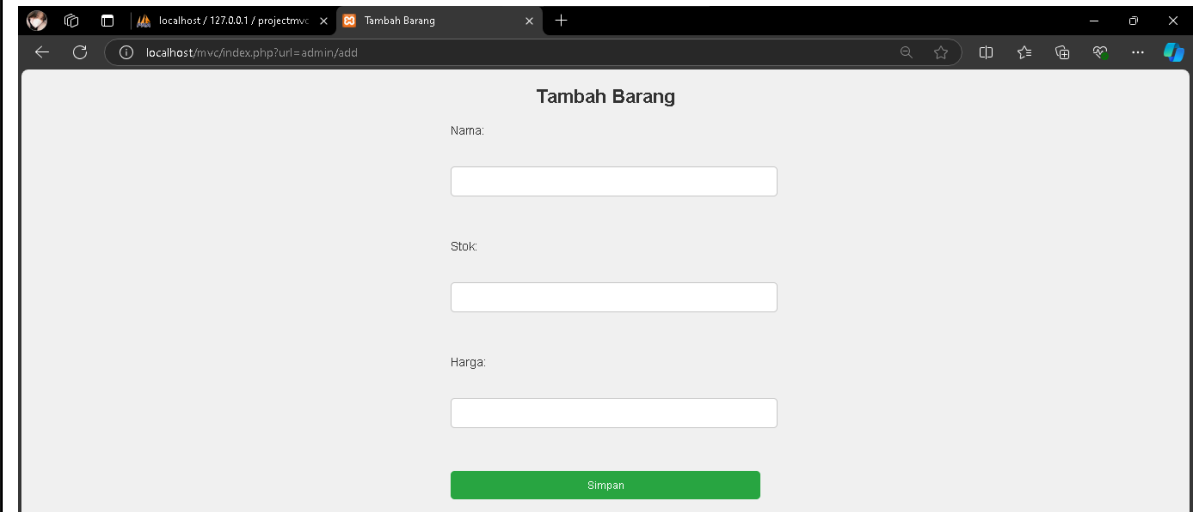 localhost / 127.0.0.1 / projectmvc
Tambah Barang
localhost/mvc/index.php?url=admin/add
Tambah Barang
Nama:
Stok:
Harga:
Simpan